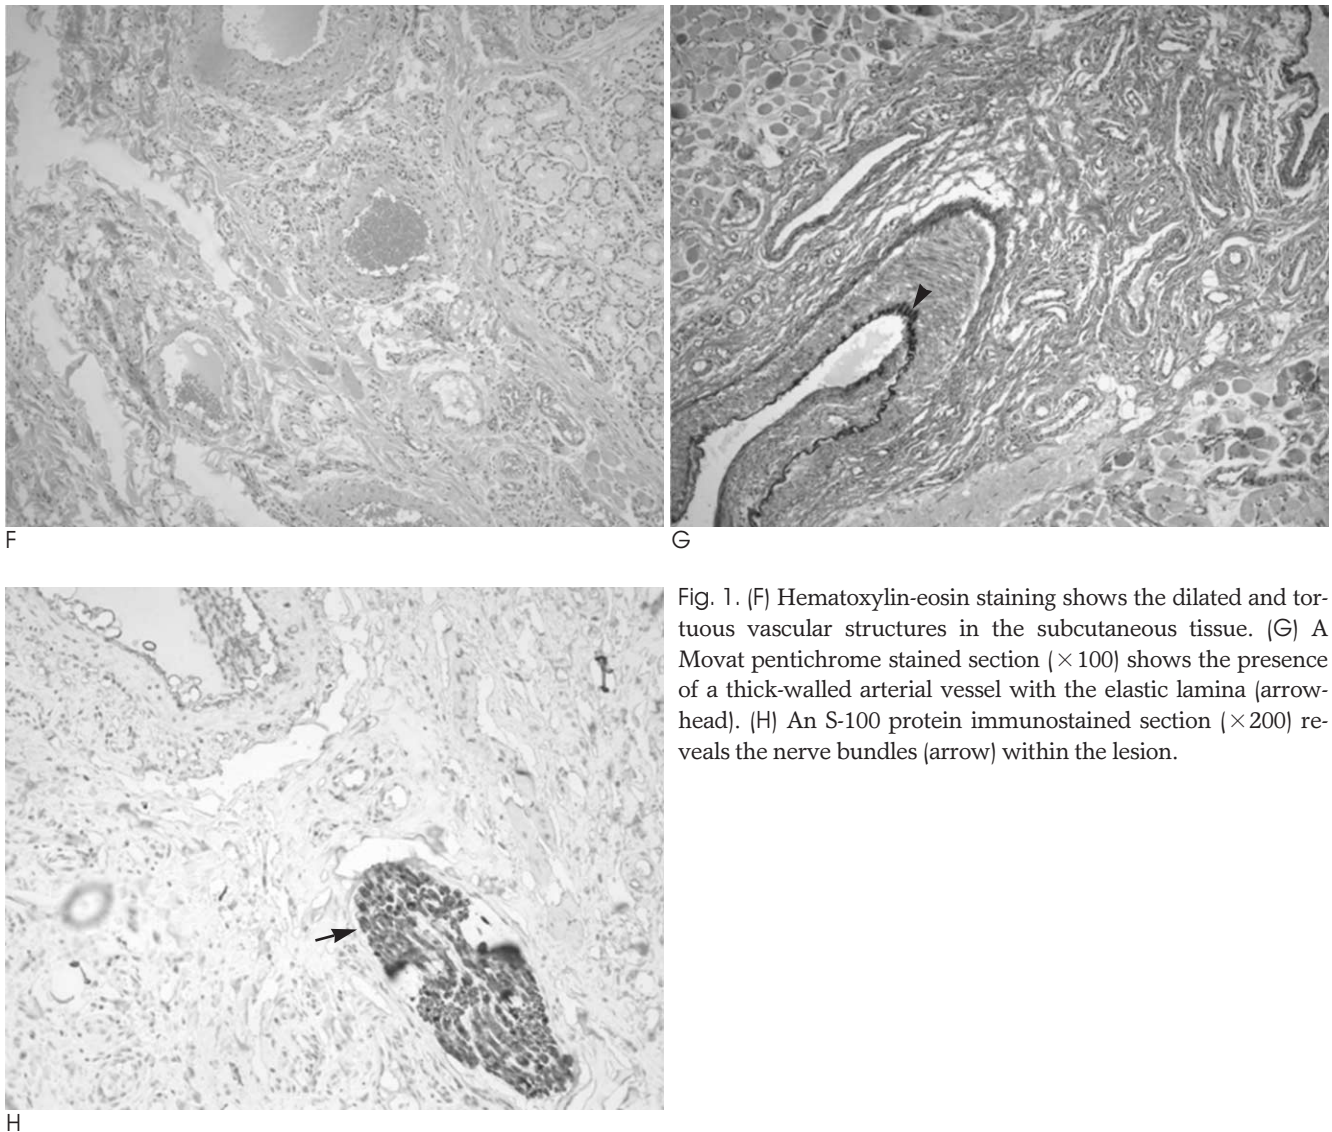 F
G
H
Fig. 1. (F) Hematoxylin-eosin staining shows the dilated and tor-
tuous vascular structures in the subcutaneous tissue. (G) A
Movat pentichrome stained section (×100) shows the presence
of a thick-walled arterial vessel with the elastic lamina (arrow-
head). (H) An S-100 protein immunostained section (×200) re-
veals the nerve bundles (arrow) within the lesion.